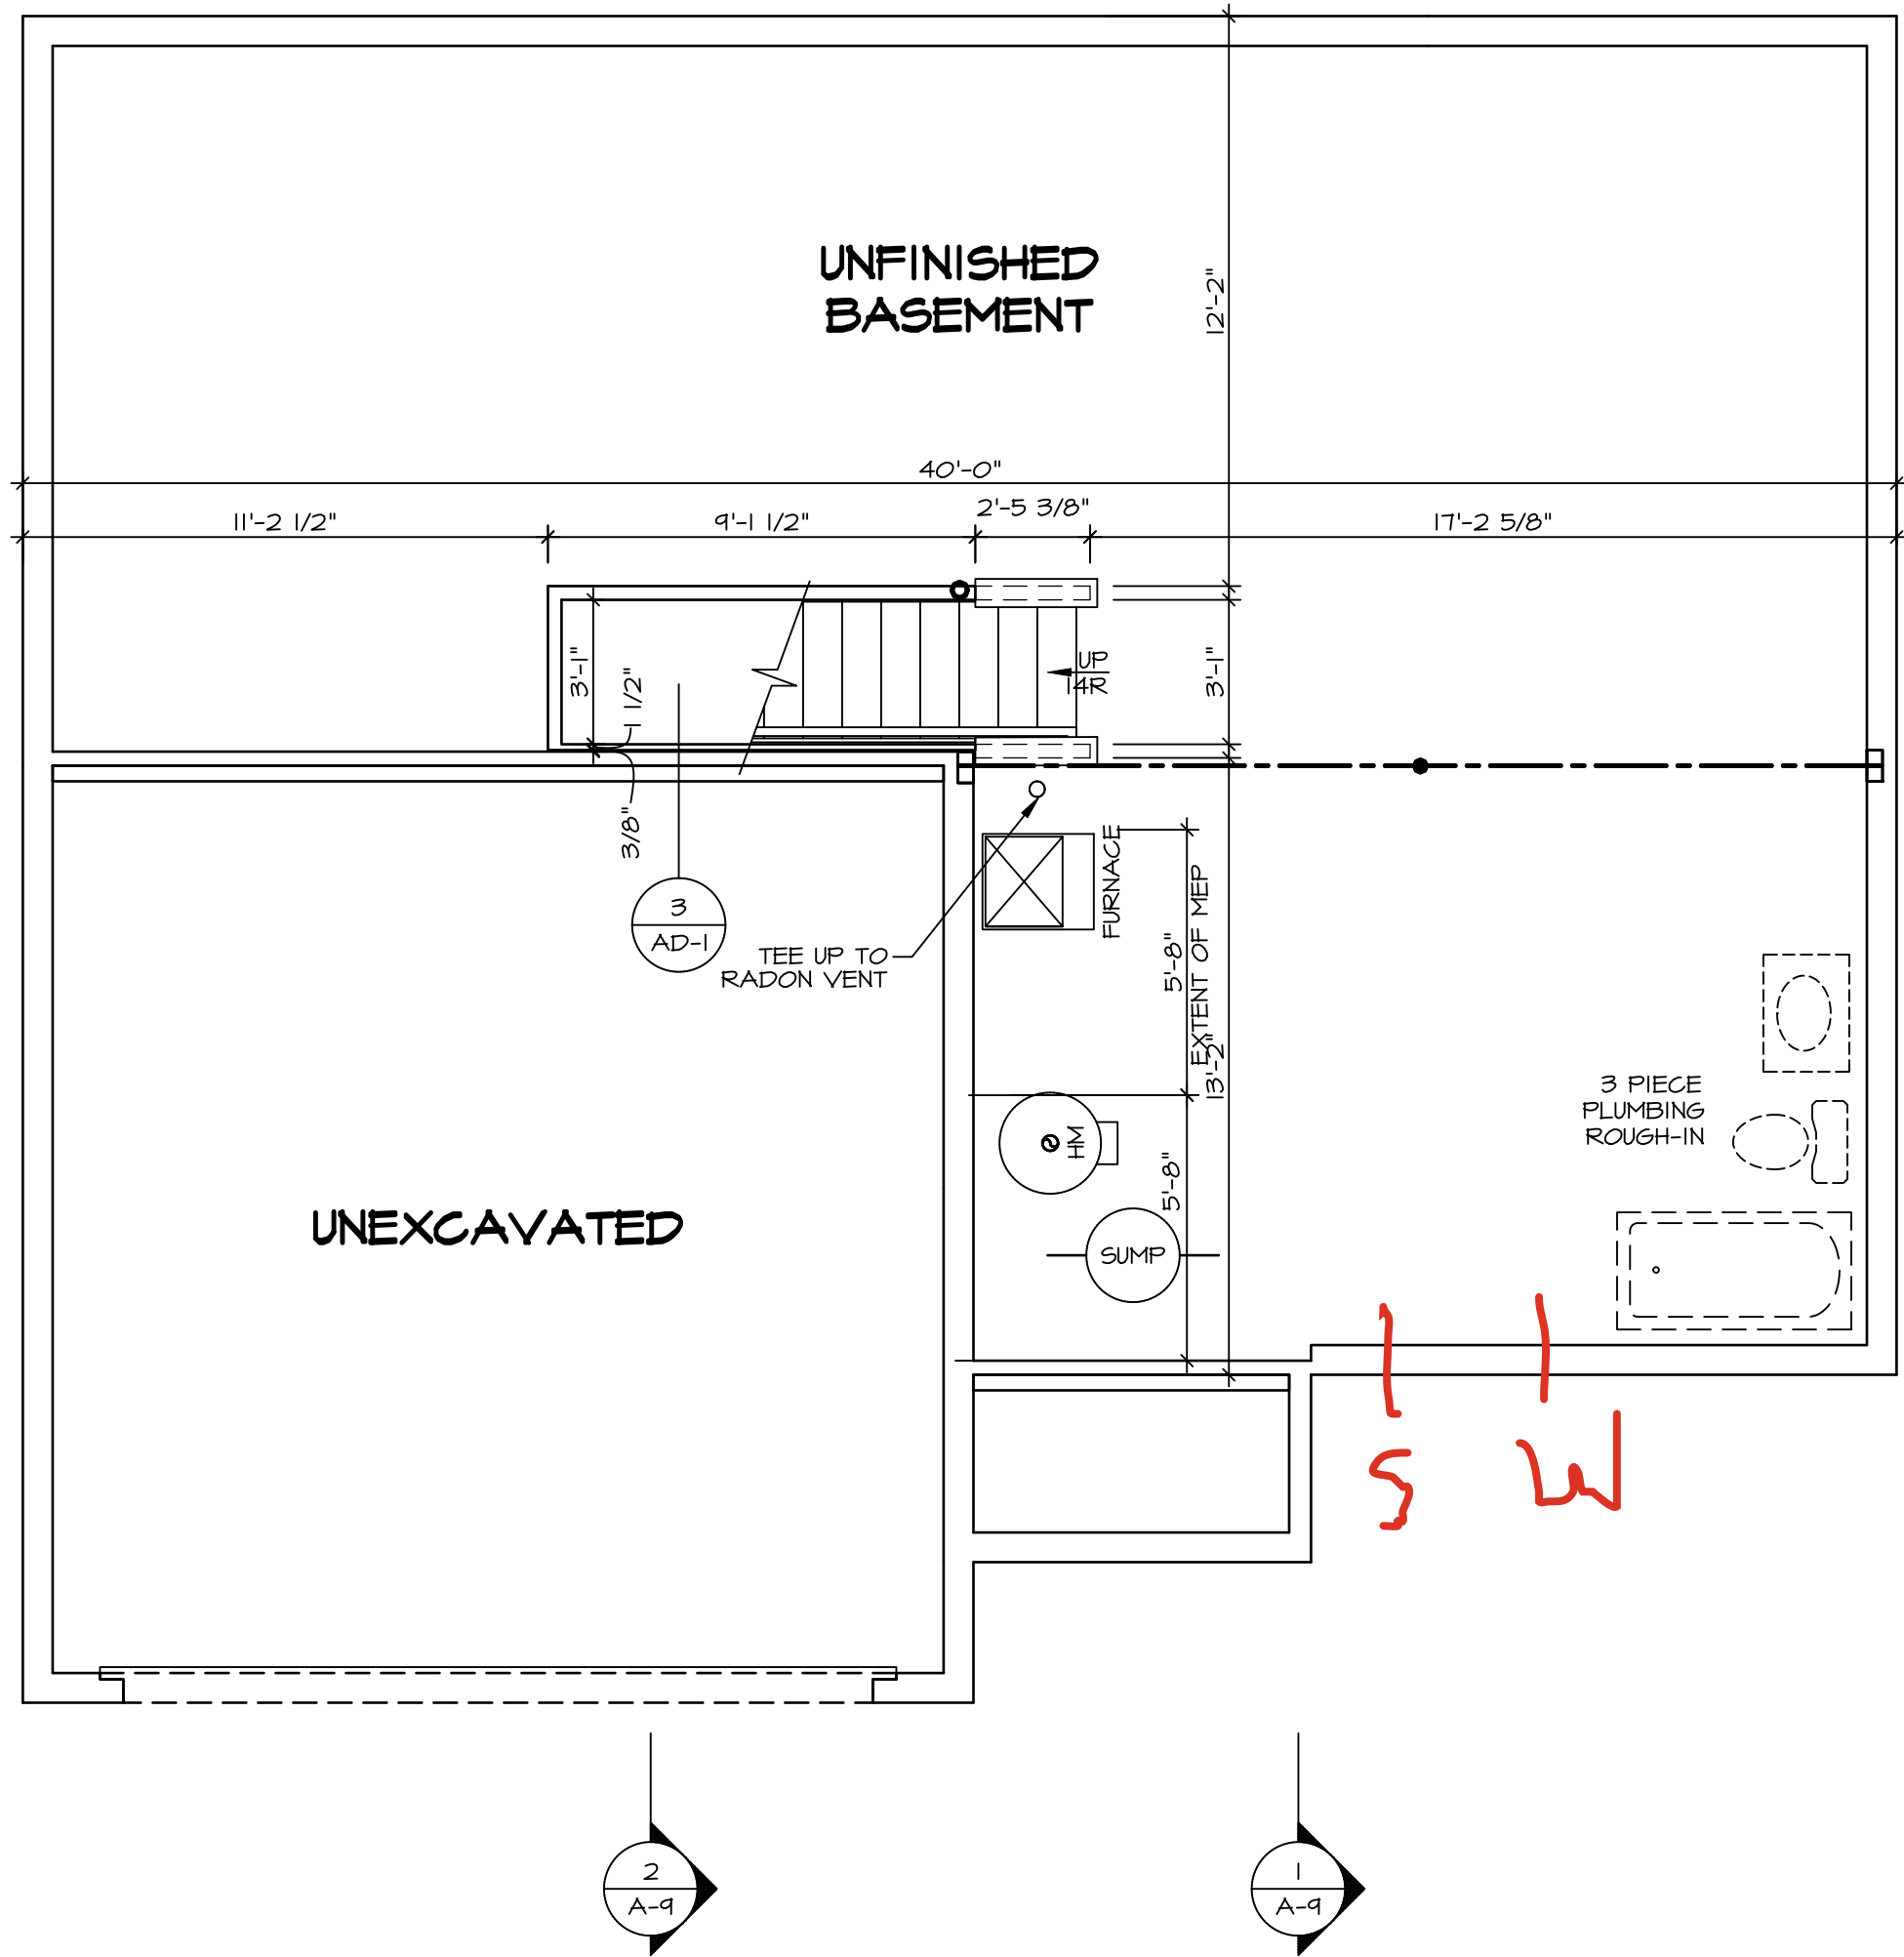 UNFINISHED
BASEMENT
12'-2"
40'-0"
11'-2 1/2"
9'-1 1/2"
2'-5 3/8"
17'-2 5/8"
3'-1"
1 1/2"
UP
14R
3'-1"
3/8"
FURNACE
3
AD-1
TEE UP TO
RADON VENT
5'-8"
EXTENT OF MEP
13'-2"
3 PIECE
PLUMBING
ROUGH-IN
HM
5'-8"
UNEXCAVATED
SUMP
S
W
2
A-9
1
A-9